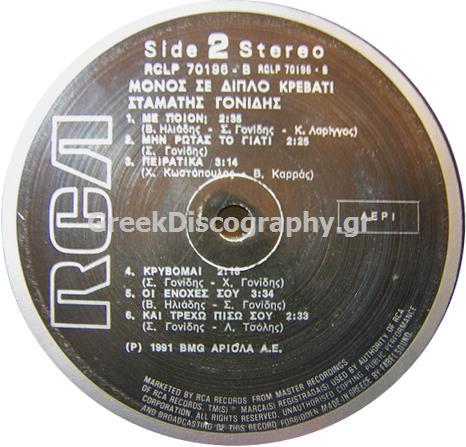 Side 2 Stereo
RCLP 70196 - B RCLP 70196 - B
ΜΟΝΟΣ ΣΕ ΔΙΠΛΟ ΚΡΕΒΑΤΙ
ΣΤΑΜΑΤΗΣ ΓΟΝΙΔΗΣ
1. ΜΕ ΠΟΙΟΝ; 2:35
(Β. Ηλιάδης - Σ. Γονίδης - Κ. Λαρίγγος)
2. ΜΗΝ ΡΩΤΑΣ ΤΟ ΓΙΑΤΙ 2:25
(Σ. Γονίδης)
3. ΠΕΙΡΑΤΙΚΑ 3:14
(Χ. Κωστόπουλος - Β. Καρράς)
GreekDiscography.gr
RCA
ΑΕΡΙ
4. ΚΡΥΒΟΜΑΙ
(Σ. Γονίδης - Χ. Γονίδης)
5. ΟΙ ΕΝΟΧΕΣ ΣΟΥ 3:34
(Β. Ηλιάδης - Σ. Γονίδης)
6. ΚΑΙ ΤΡΕΧΩ ΠΙΣΩ ΣΟΥ 2:33
(Σ. Γονίδης - Λ. Τσόλης)
(P) 1991 BMG ΑΡΙΟΛΑ Α.Ε.
MARKETED BY RCA RECORDS FROM MASTER RECORDINGS
OF RCA RECORDS. TM(S) ® MARCA(S) REGISTRADA(S) USED BY AUTHORITY OF RCA
CORPORATION. ALL RIGHTS RESERVED. UNAUTHORISED COPYING, PUBLIC PERFORMANCE
AND BROADCASTING OF THIS RECORD FORBIDDEN MADE IN GREECE BY FABELSOUND